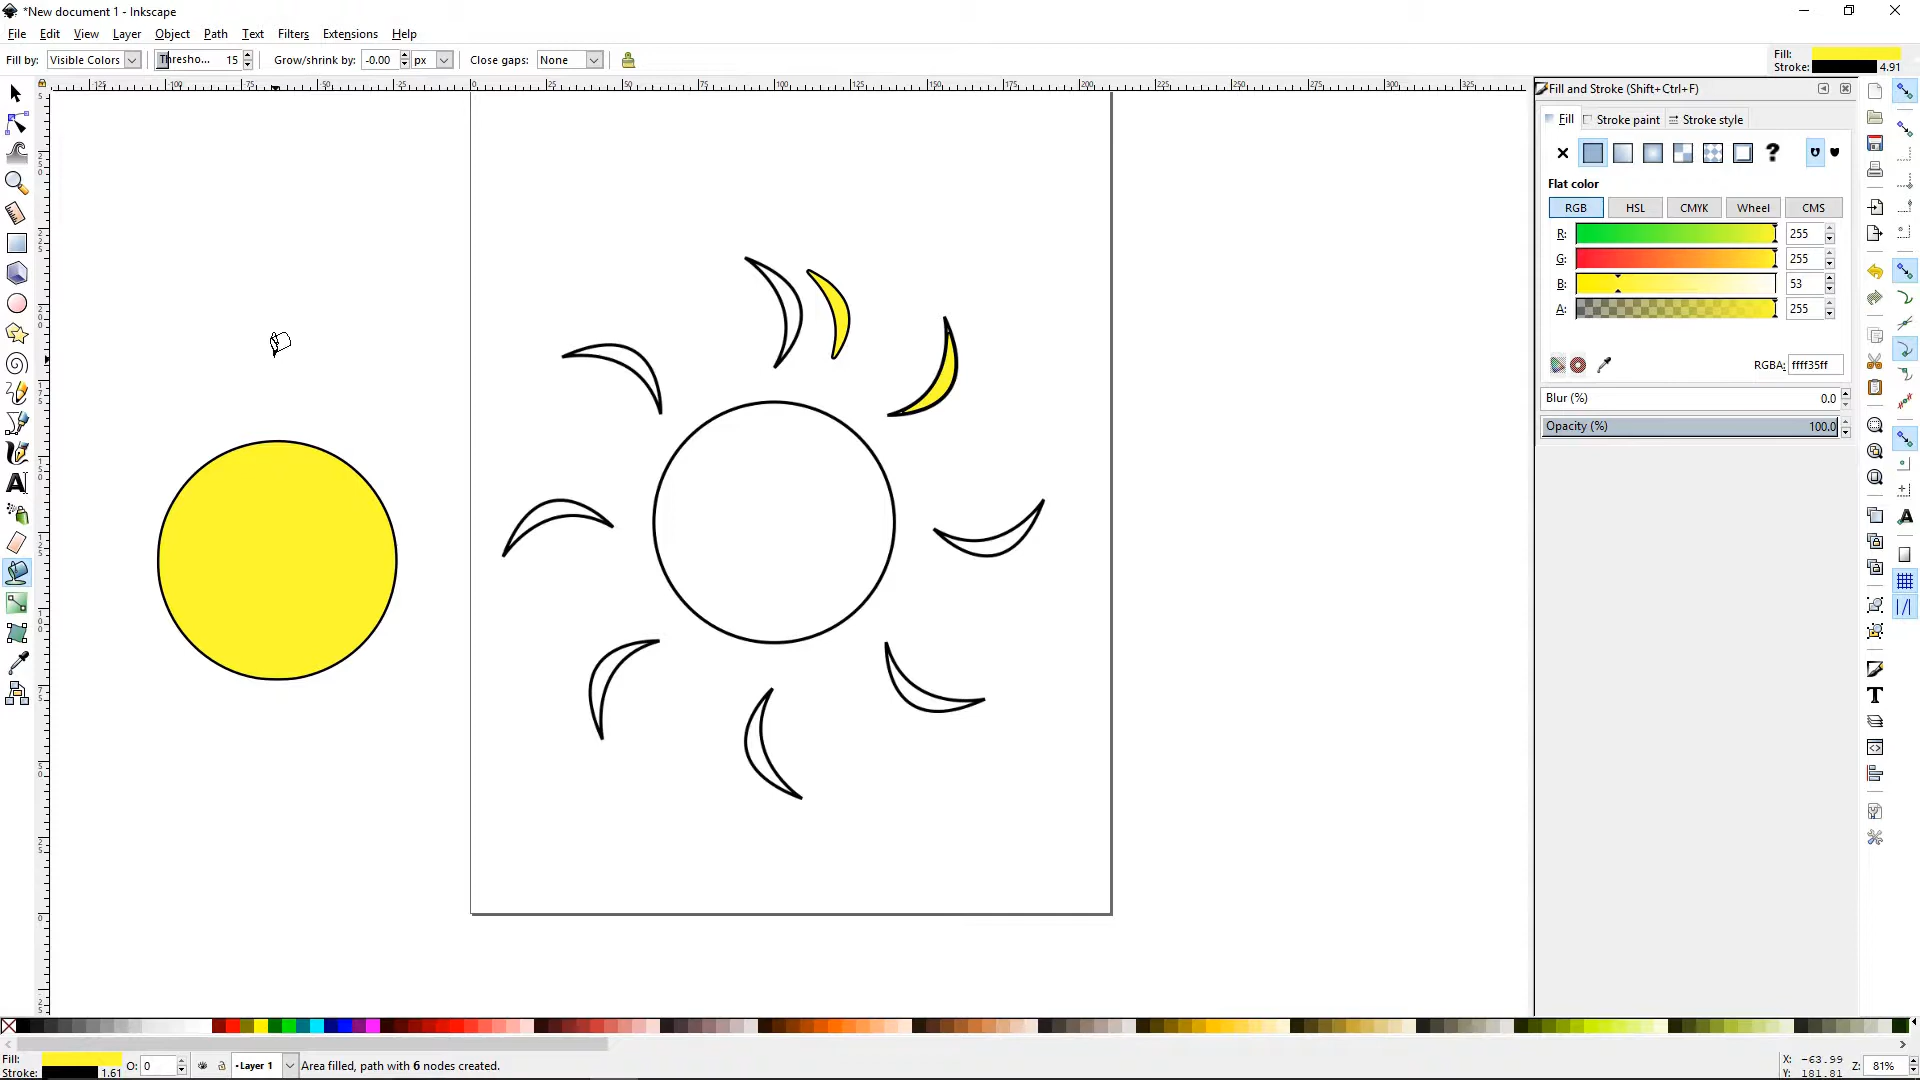 *New document 1 - Inkscape
File Edit View Layer Object Path Text Filters Extensions Help
Fill by: Visible Colors Thresho... 15 Grow/shrink by: -0.00 px Close gaps: None
Fill:
Stroke: 4.91
Fill and Stroke (Shift+Ctrl+F)
Fill Stroke paint Stroke style
Flat color
RGB HSL CMYK Wheel CMS
R: 255
G: 255
B: 53
A: 255
RGBA: ffff35ff
Blur (%) 0.0
Opacity (%) 100.0
Fill:
Stroke: 1.61
O: 0
Layer 1
Area filled, path with 6 nodes created.
X: -63.99
Y: 181.81
Z: 81%